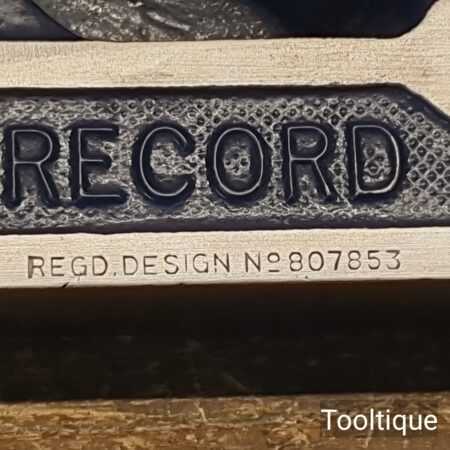 RECORD
REGD. DESIGN Nº 807853
Tooltique